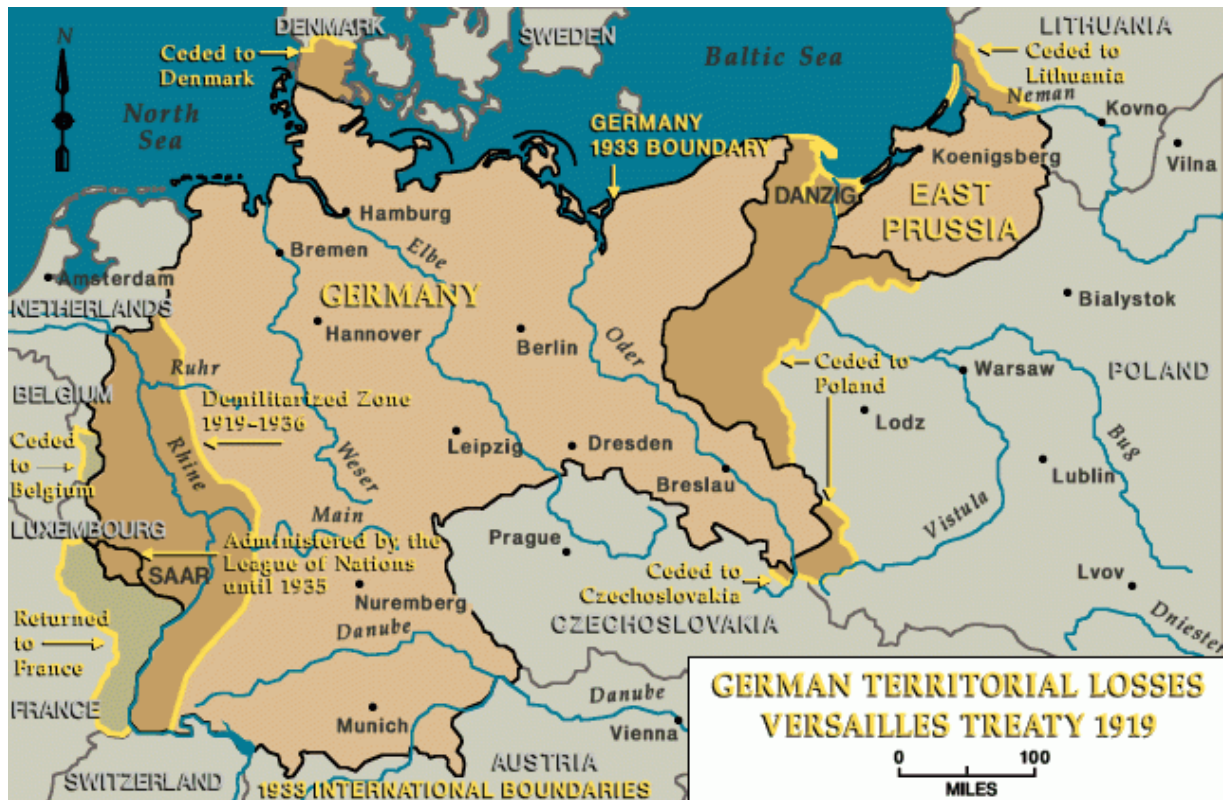 DENMARK
SWEDEN
LITHUANIA
N
Ceded to
Denmark
Baltic Sea
Ceded to
Lithuania
North
Sea
Neman
Kovno
GERMANY
1933 BOUNDARY
Koenigsberg
Vilna
DANZIG
EAST
PRUSSIA
Hamburg
Bremen
Elbe
Amsterdam
NETHERLANDS
GERMANY
Bialystok
Hannover
Berlin
Oder
Ruhr
Ceded to
Poland
Warsaw
POLAND
BELGIUM
Demilitarized Zone
1919-1936
Lodz
Bug
Ceded
to
Belgium
Rhine
Weser
Leipzig
Dresden
Breslau
Lublin
Vistula
LUXEMBOURG
Main
Administered by the
League of Nations
until 1935
SAAR
Prague
Ceded to
Czechoslovakia
Lvov
Nuremberg
Returned
to
France
Danube
CZECHOSLOVAKIA
Dniester
FRANCE
Munich
Danube
Vienna
SWITZERLAND
AUSTRIA
1933 INTERNATIONAL BOUNDARIES
GERMAN TERRITORIAL LOSSES
VERSAILLES TREATY 1919
0 100
MILES